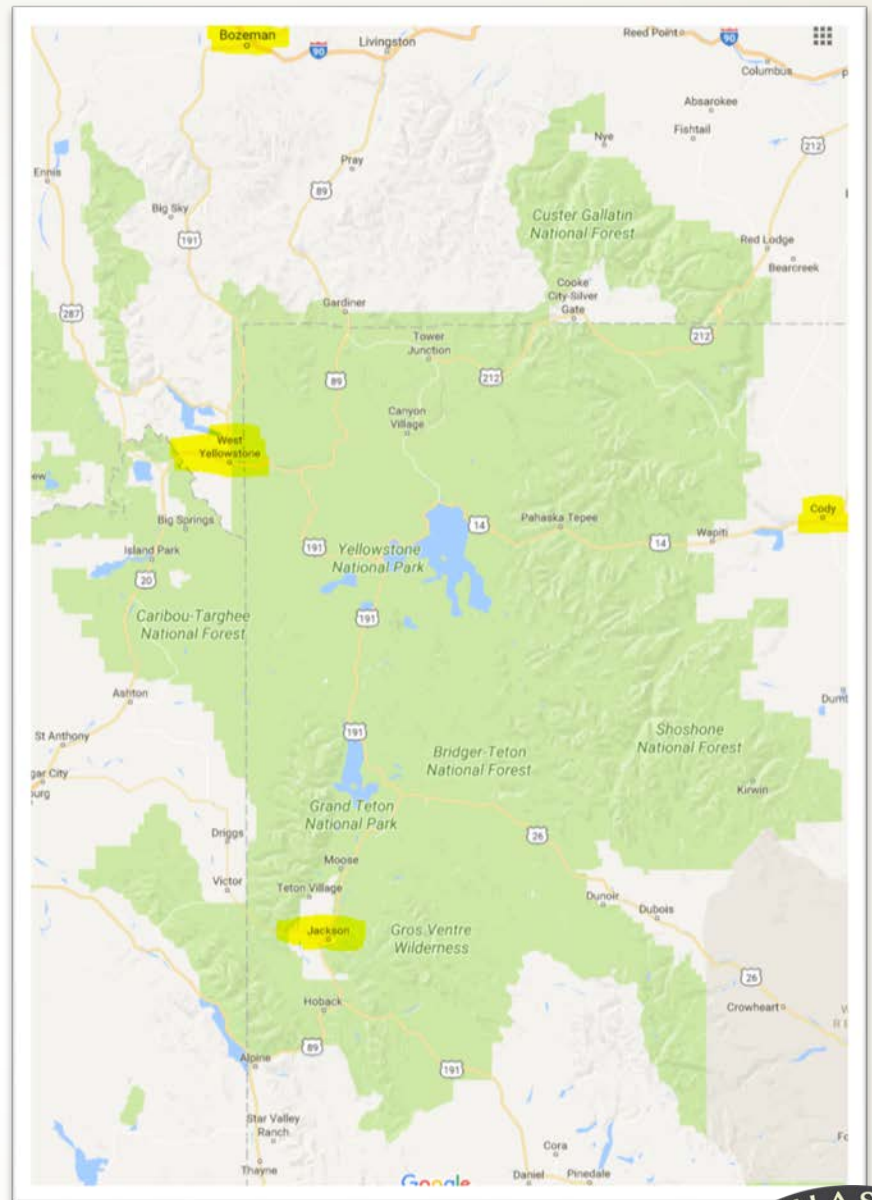 Bozeman
90
Livingston
Reed Point
90
Columbus
Absarokee
Fishtail
Nye
212
Ennis
Pray
89
Big Sky
191
Custer Gallatin
National Forest
Red Lodge
Bearcreek
Cooke
City-Silver
Gate
Gardiner
287
Tower
Junction
212
89
212
Canyon
Village
West
Yellowstone
ew
Cody
Big Springs
14
Pahaska Tepee
Wapiti
14
Island Park
191
Yellowstone
National Park
20
Caribou-Targhee
National Forest
191
Ashton
Dumb
St Anthony
191
Shoshone
National Forest
Bridger-Teton
National Forest
gar City
burg
Kirwin
Grand Teton
National Park
Driggs
26
Moose
Victor
Teton Village
Dunoir
Dubois
Jackson
Gros Ventre
Wilderness
26
Hoback
Crowheart
89
Alpine
191
Star Valley
Ranch
Cora
Thayne
Google
Daniel
Pinedale